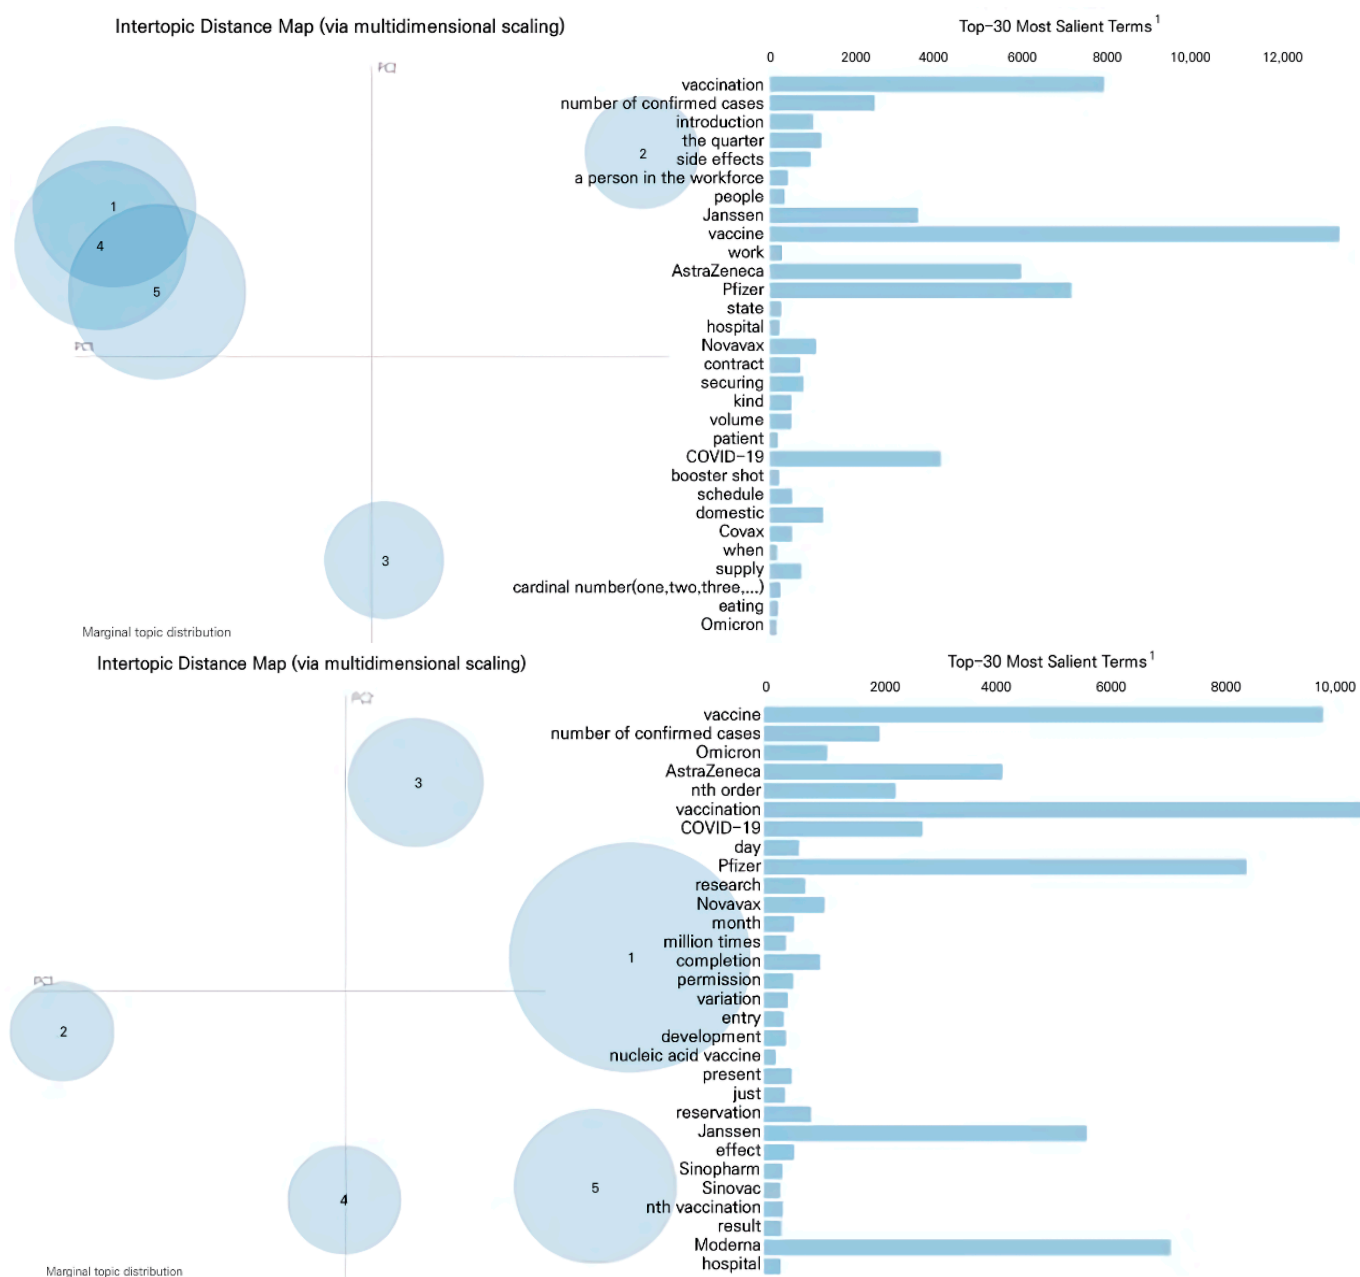 Intertopic Distance Map (via multidimensional scaling)
PC2
1
4
5
2
PC1
3
Marginal topic distribution
Top-30 Most Salient Terms1
0 2000 4000 6000 8000 10,000 12,000
vaccination
number of confirmed cases
introduction
the quarter
side effects
a person in the workforce
people
Janssen
vaccine
work
AstraZeneca
Pfizer
state
hospital
Novavax
contract
securing
kind
volume
patient
COVID-19
booster shot
schedule
domestic
Covax
when
supply
cardinal number(one,two,three,...)
eating
Omicron
Intertopic Distance Map (via multidimensional scaling)
PC2
3
1
PC1
2
4
5
Marginal topic distribution
Top-30 Most Salient Terms1
0 2000 4000 6000 8000 10,000
vaccine
number of confirmed cases
Omicron
AstraZeneca
nth order
vaccination
COVID-19
day
Pfizer
research
Novavax
month
million times
completion
permission
variation
entry
development
nucleic acid vaccine
present
just
reservation
Janssen
effect
Sinopharm
Sinovac
nth vaccination
result
Moderna
hospital